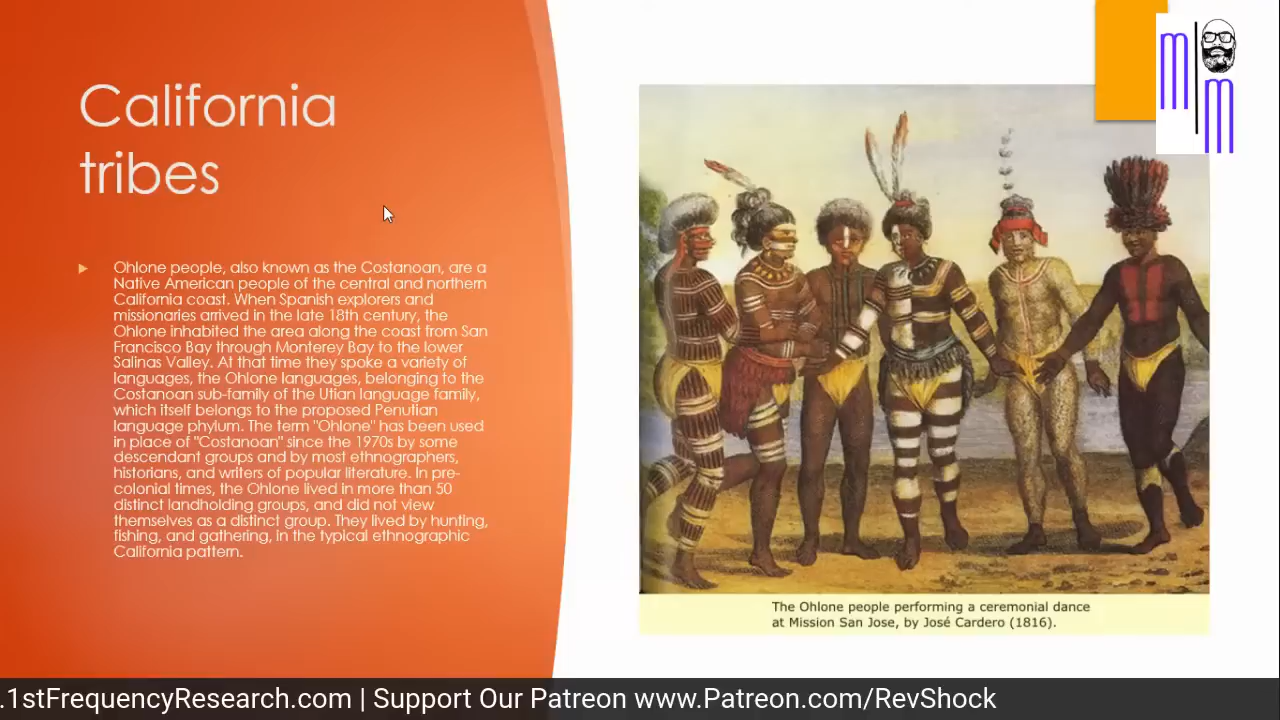 California
tribes
Ohlone people, also known as the Costanoan, are a
Native American people of the central and northern
California coast. When Spanish explorers and
missionaries arrived in the late 18th century, the
Ohlone inhabited the area along the coast from San
Francisco Bay through Monterey Bay to the lower
Salinas Valley. At that time they spoke a variety of
languages, the Ohlone languages, belonging to the
Costanoan sub-family of the Utian language family,
which itself belongs to the proposed Penutian
language phylum. The term "Ohlone" has been used
in place of "Costanoan" since the 1970s by some
descendant groups and by most ethnographers,
historians, and writers of popular literature. In pre-
colonial times, the Ohlone lived in more than 50
distinct landholding groups, and did not view
themselves as a distinct group. They lived by hunting,
fishing, and gathering, in the typical ethnographic
California pattern.
m
m
The Ohlone people performing a ceremonial dance
at Mission San Jose, by José Cardero (1816).
.1stFrequencyResearch.com | Support Our Patreon www.Patreon.com/RevShock